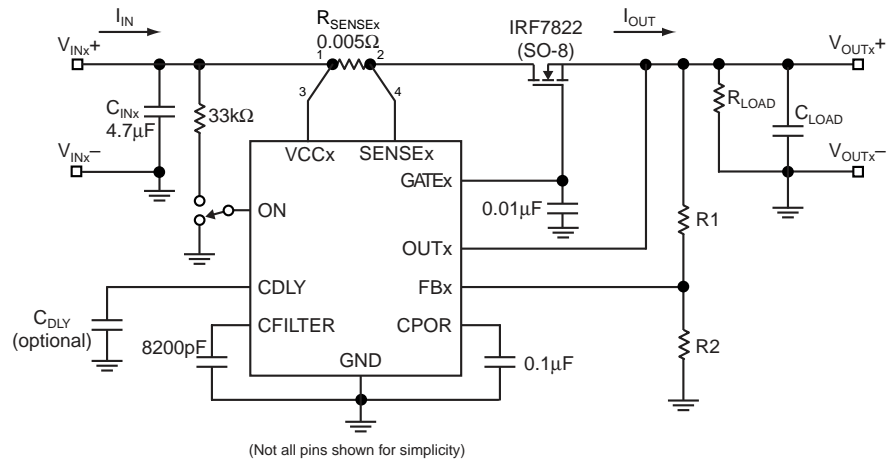 I_IN
R_SENSEx
0.005Ω
1
2
3
4
IRF7822
(SO-8)
I_OUT
V_INx+
V_OUTx+
C_INx
4.7µF
33kΩ
V_INx−
VCCx
SENSEx
GATEx
0.01µF
R_LOAD
C_LOAD
V_OUTx−
ON
OUTx
R1
CDLY
FBx
C_DLY
(optional)
CFILTER
CPOR
8200pF
0.1µF
R2
GND
(Not all pins shown for simplicity)